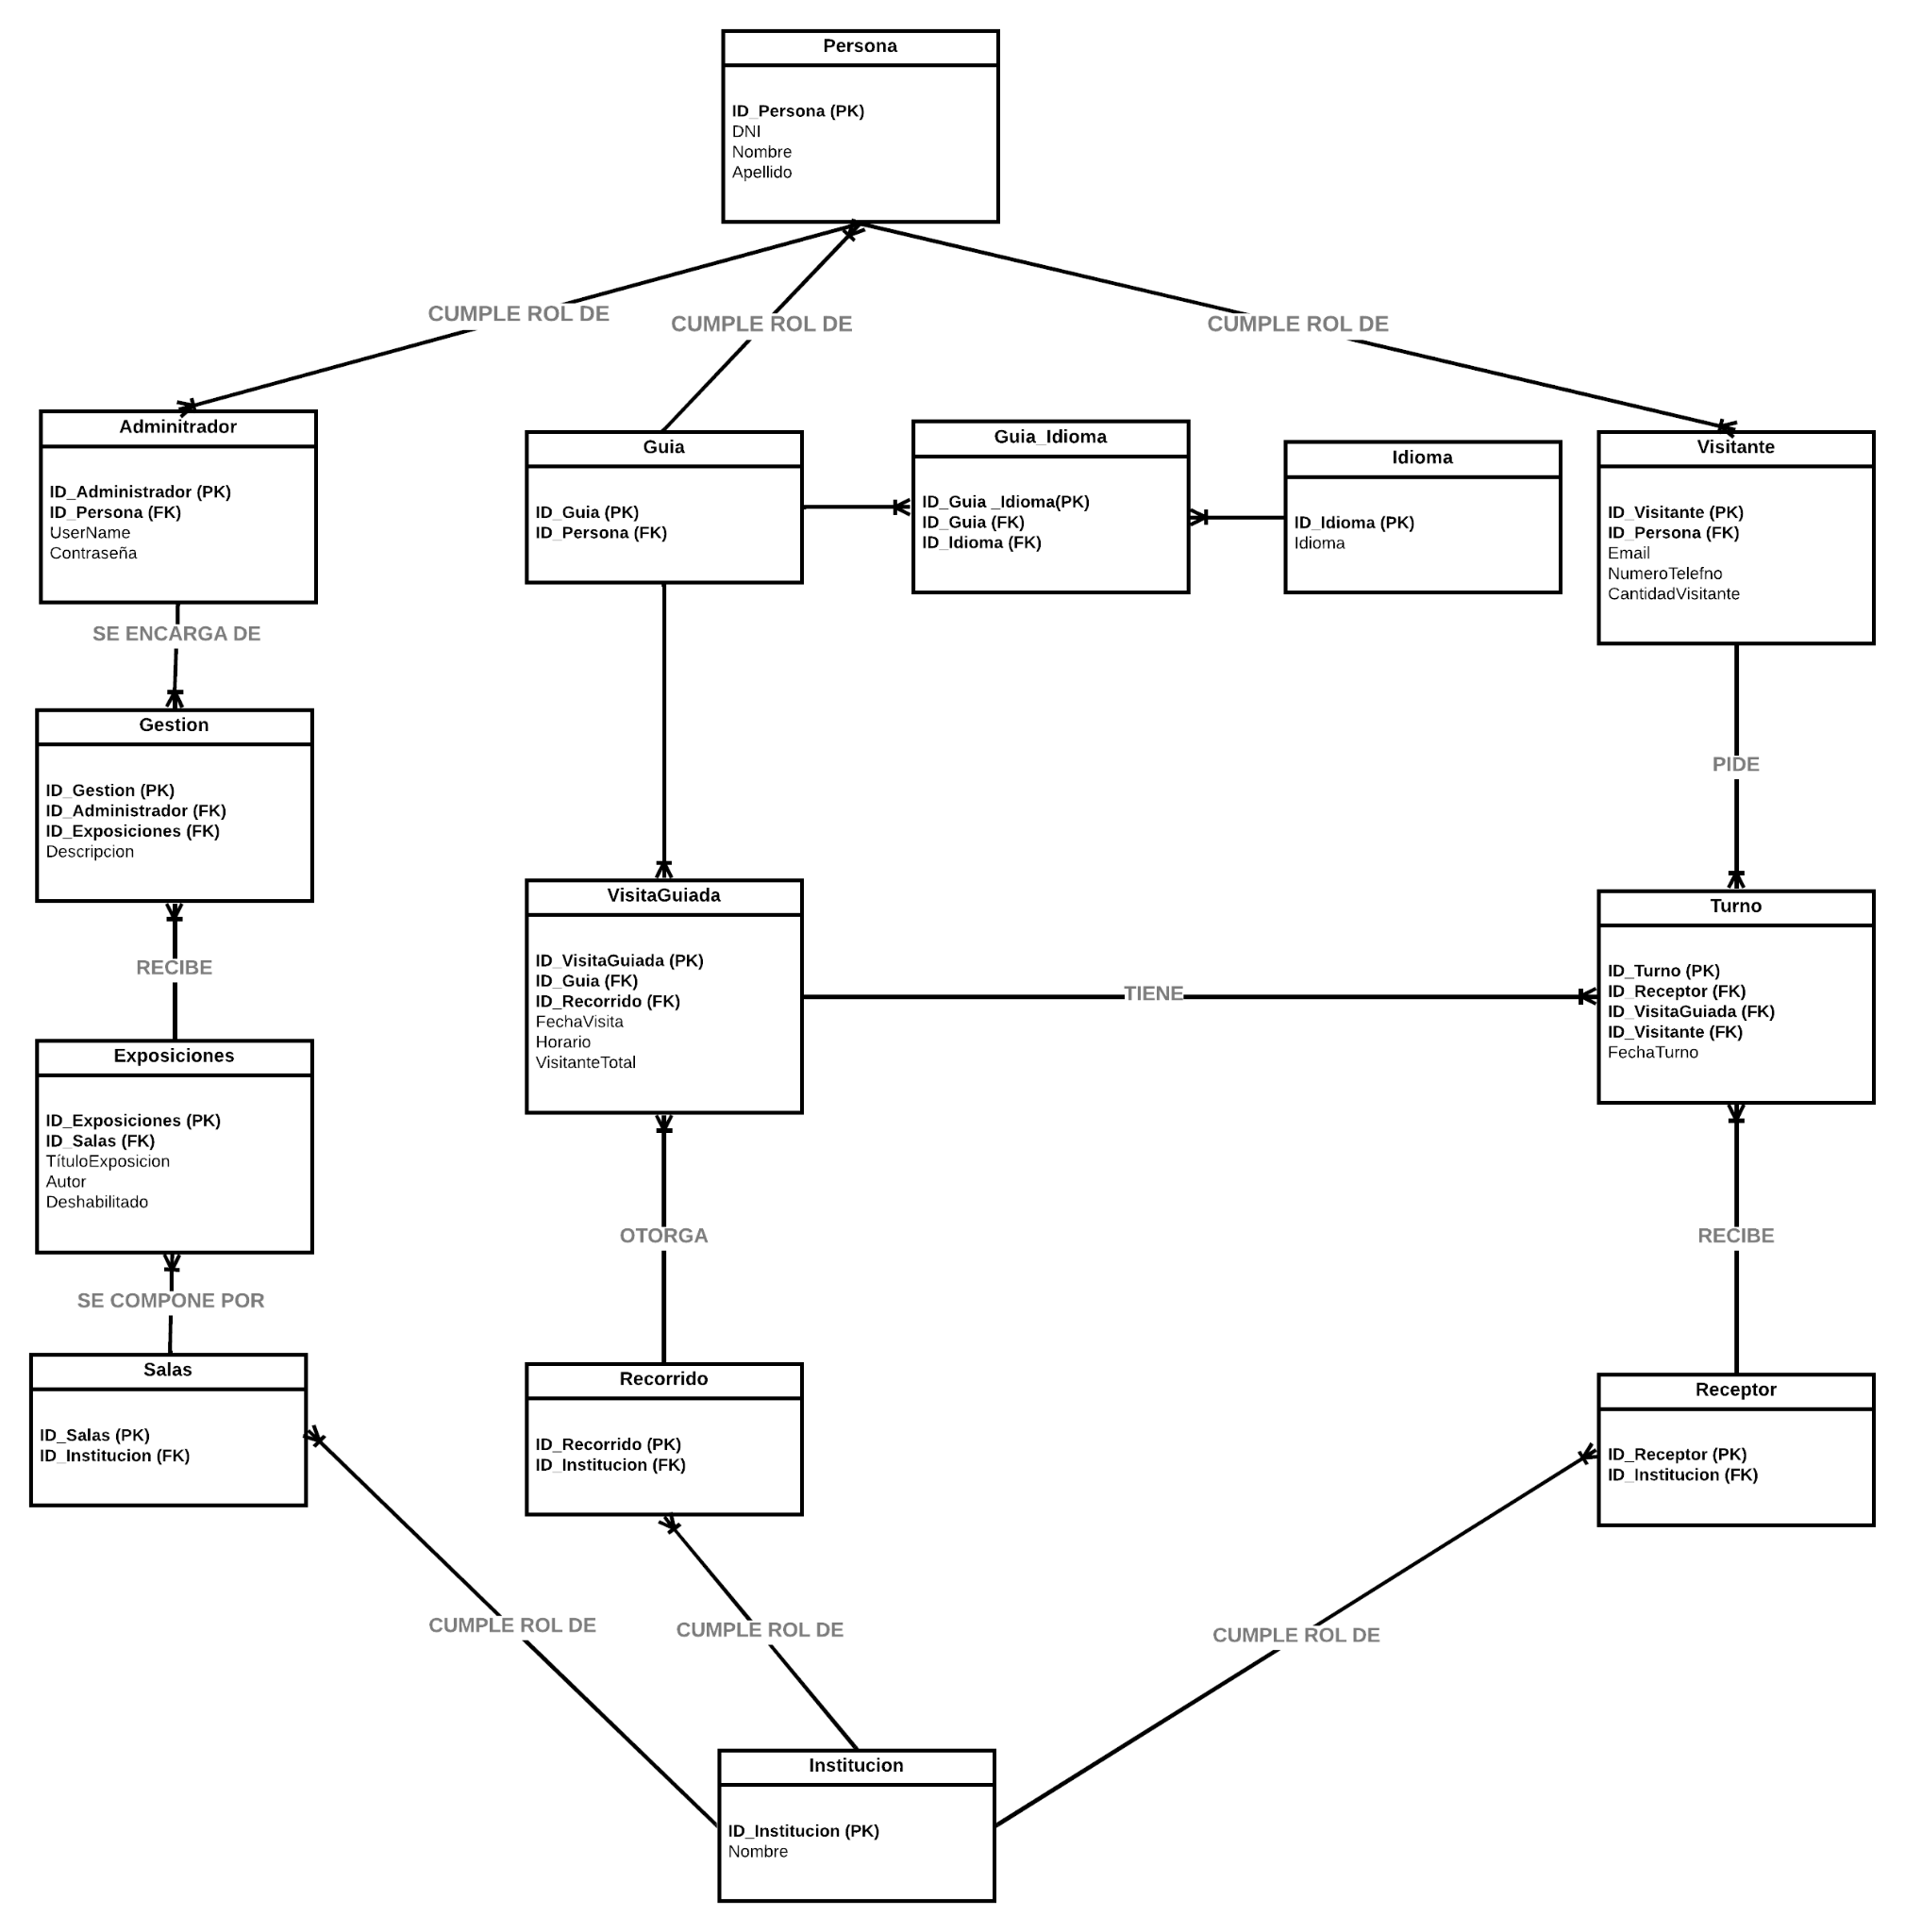 Persona
ID_Persona (PK)
DNI
Nombre
Apellido
CUMPLE ROL DE
CUMPLE ROL DE
CUMPLE ROL DE
Adminitrador
ID_Administrador (PK)
ID_Persona (FK)
UserName
Contraseña
Guia
ID_Guia (PK)
ID_Persona (FK)
Guia_Idioma
ID_Guia _Idioma(PK)
ID_Guia (FK)
ID_Idioma (FK)
Idioma
ID_Idioma (PK)
Idioma
Visitante
ID_Visitante (PK)
ID_Persona (FK)
Email
NumeroTelefno
CantidadVisitante
SE ENCARGA DE
PIDE
Gestion
ID_Gestion (PK)
ID_Administrador (FK)
ID_Exposiciones (FK)
Descripcion
RECIBE
VisitaGuiada
ID_VisitaGuiada (PK)
ID_Guia (FK)
ID_Recorrido (FK)
FechaVisita
Horario
VisitanteTotal
TIENE
Turno
ID_Turno (PK)
ID_Receptor (FK)
ID_VisitaGuiada (FK)
ID_Visitante (FK)
FechaTurno
Exposiciones
ID_Exposiciones (PK)
ID_Salas (FK)
TítuloExposicion
Autor
Deshabilitado
OTORGA
RECIBE
SE COMPONE POR
Salas
ID_Salas (PK)
ID_Institucion (FK)
Recorrido
ID_Recorrido (PK)
ID_Institucion (FK)
Receptor
ID_Receptor (PK)
ID_Institucion (FK)
CUMPLE ROL DE
CUMPLE ROL DE
CUMPLE ROL DE
Institucion
ID_Institucion (PK)
Nombre